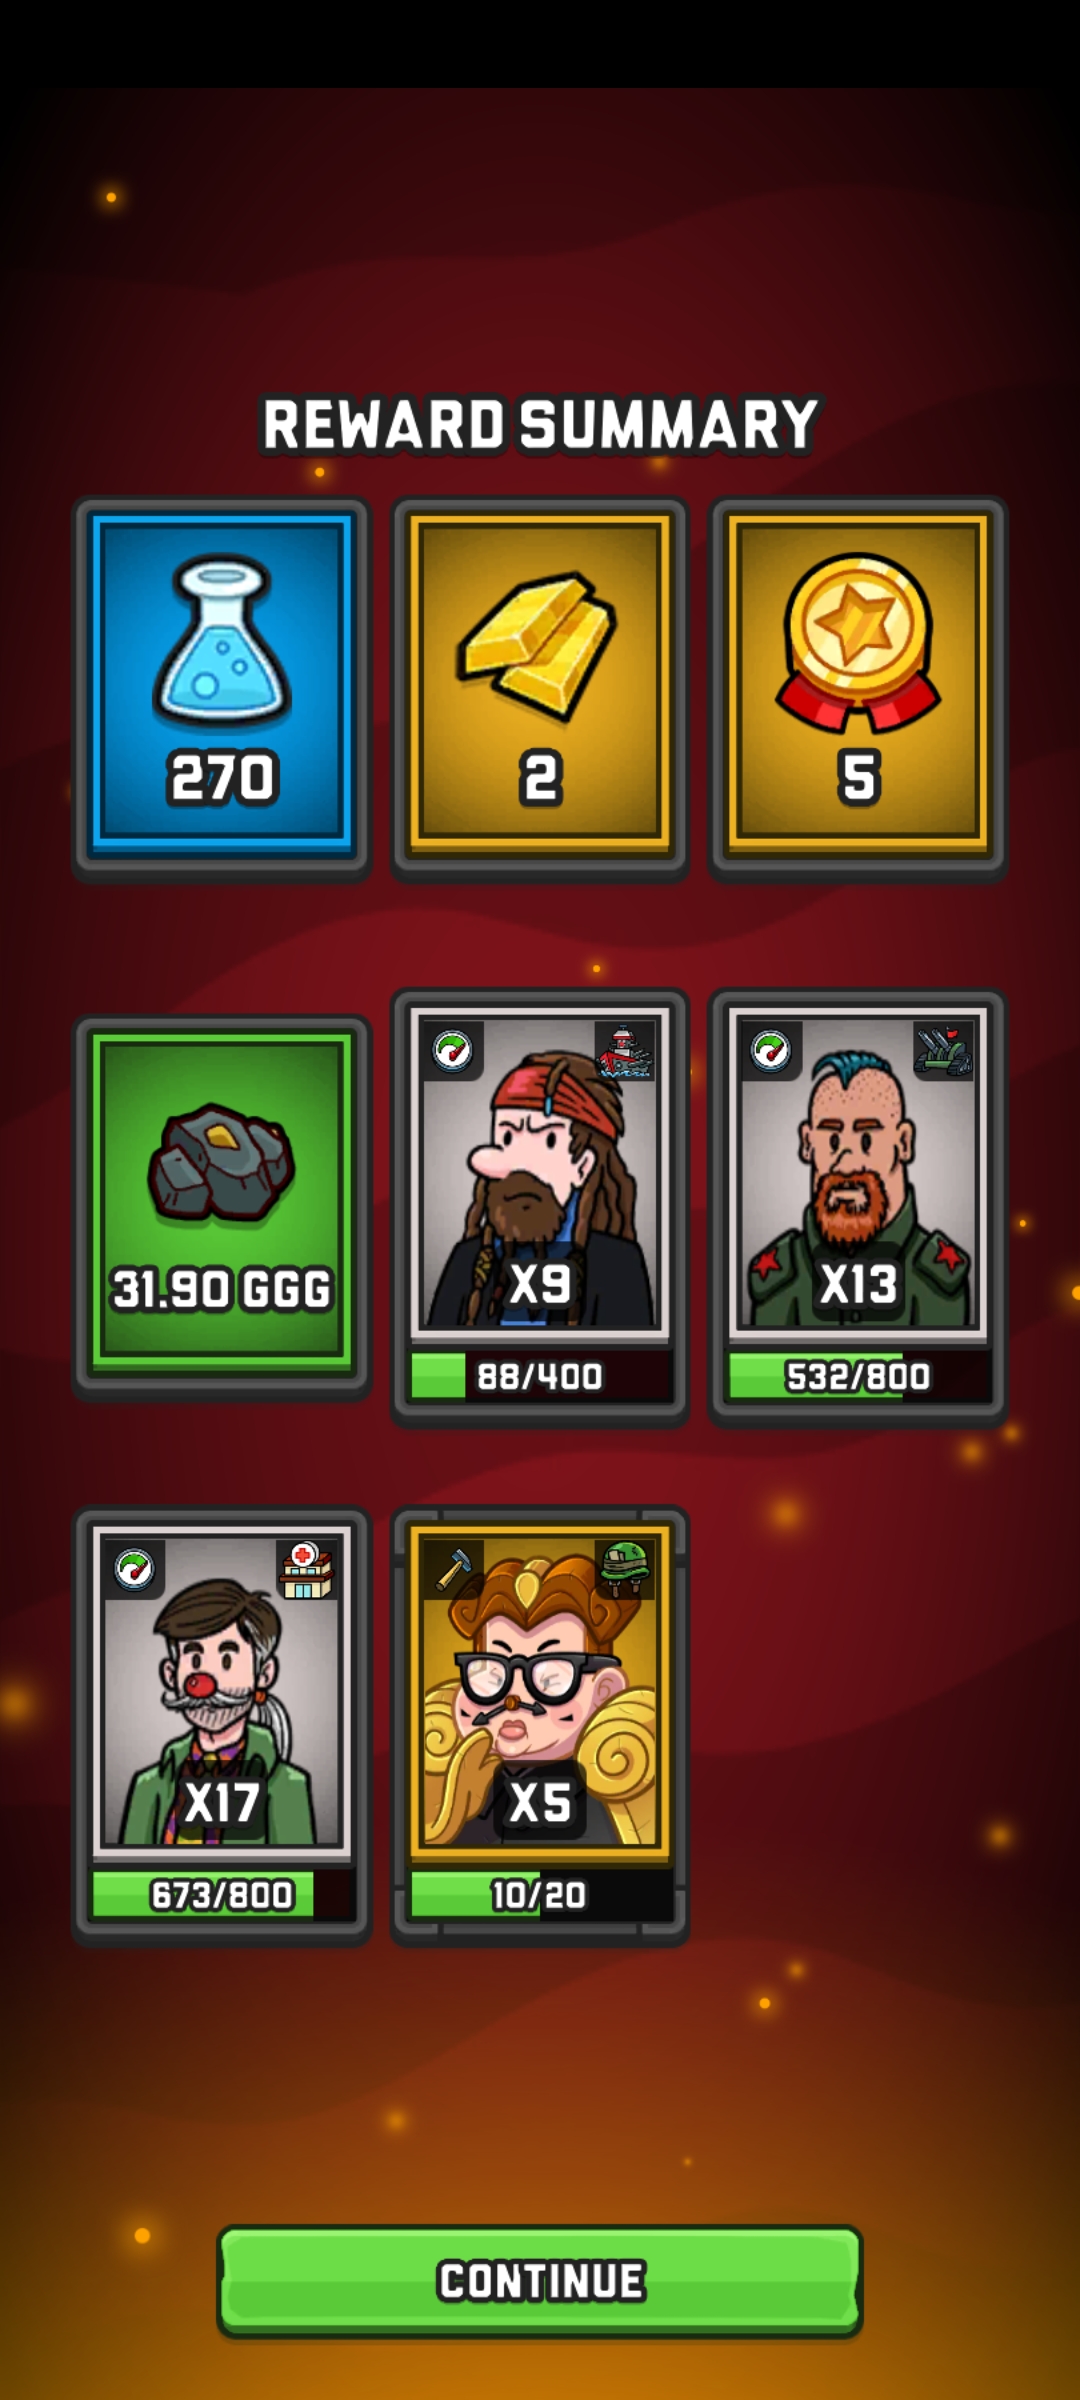 REWARD SUMMARY
270
2
5
31.90 GGG
X9
88/400
X13
532/800
X17
673/800
X5
10/20
CONTINUE